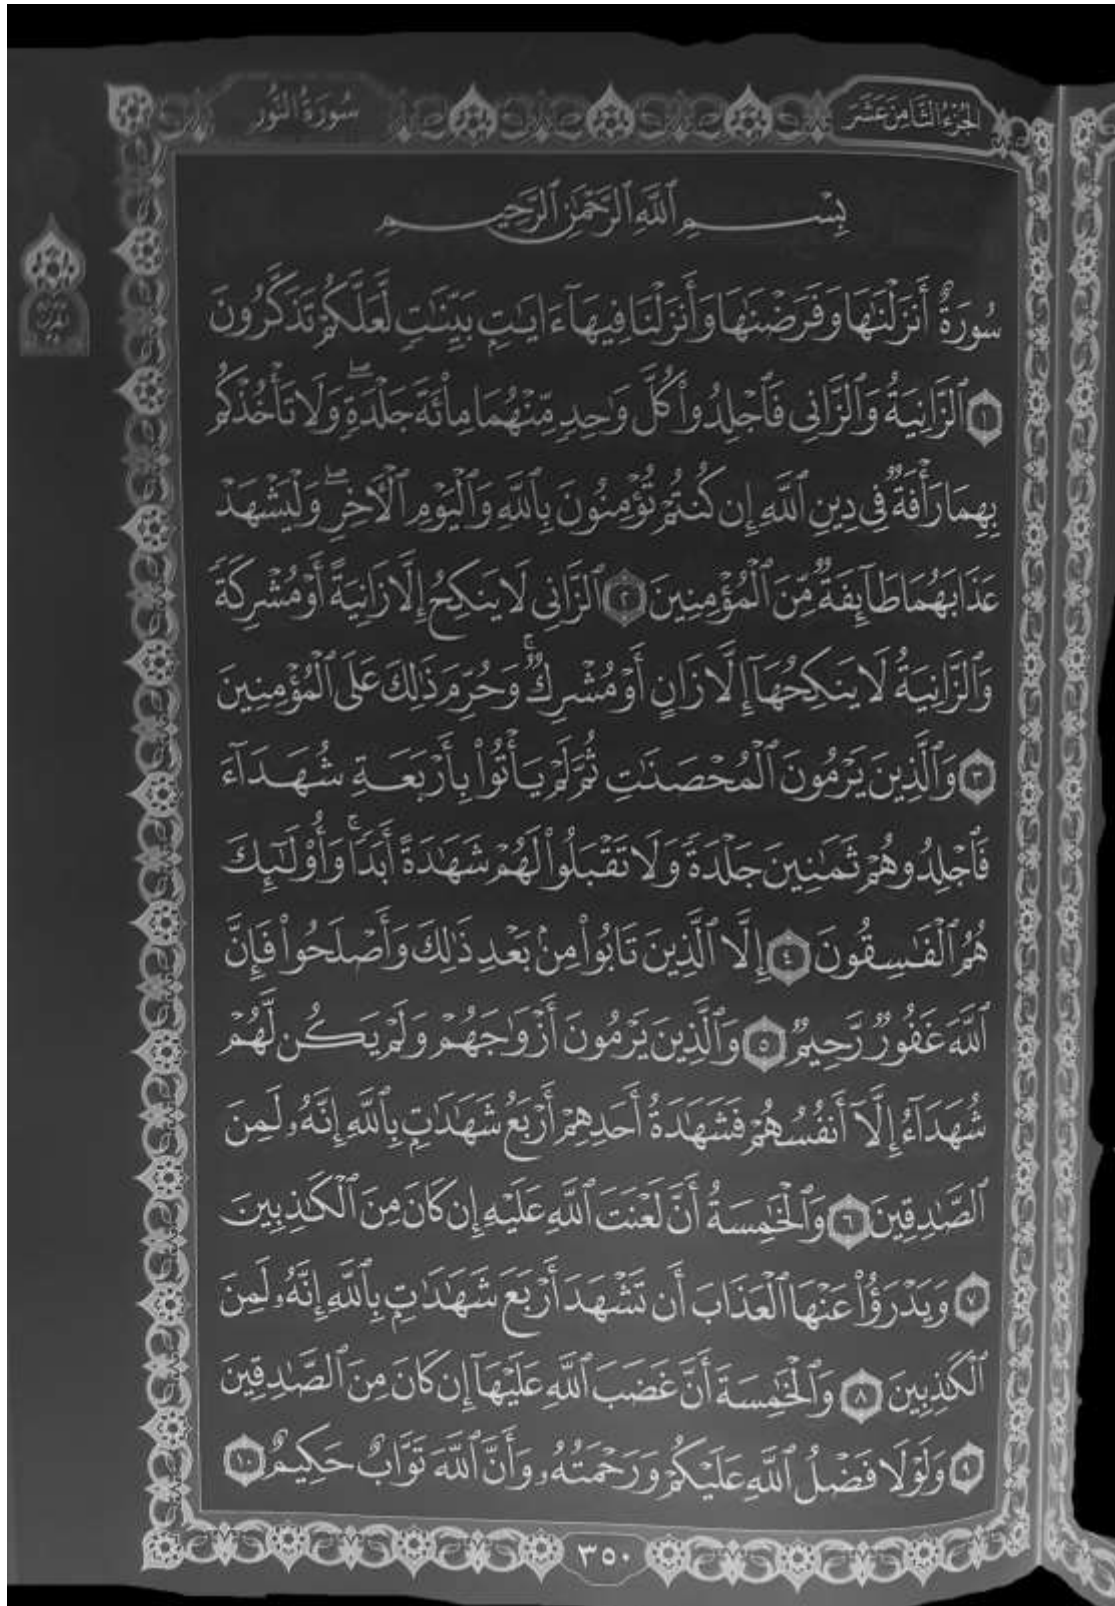 الجزء الثامن عشر
سورة النور
بِسْمِ ٱللَّهِ ٱلرَّحْمَٰنِ ٱلرَّحِيمِ
سُورَةٌ أَنزَلْنَٰهَا وَفَرَضْنَٰهَا وَأَنزَلْنَا فِيهَآ ءَايَٰتٍۭ بَيِّنَٰتٍ لَّعَلَّكُمْ تَذَكَّرُونَ
١ ٱلزَّانِيَةُ وَٱلزَّانِى فَٱجْلِدُوا۟ كُلَّ وَٰحِدٍ مِّنْهُمَا مِا۟ئَةَ جَلْدَةٍۖ وَلَا تَأْخُذْكُم
بِهِمَا رَأْفَةٌ فِى دِينِ ٱللَّهِ إِن كُنتُمْ تُؤْمِنُونَ بِٱللَّهِ وَٱلْيَوْمِ ٱلْءَاخِرِۖ وَلْيَشْهَدْ
عَذَابَهُمَا طَآئِفَةٌ مِّنَ ٱلْمُؤْمِنِينَ ٢ ٱلزَّانِى لَا يَنكِحُ إِلَّا زَانِيَةً أَوْ مُشْرِكَةً
وَٱلزَّانِيَةُ لَا يَنكِحُهَآ إِلَّا زَانٍ أَوْ مُشْرِكٌۚ وَحُرِّمَ ذَٰلِكَ عَلَى ٱلْمُؤْمِنِينَ
٣ وَٱلَّذِينَ يَرْمُونَ ٱلْمُحْصَنَٰتِ ثُمَّ لَمْ يَأْتُوا۟ بِأَرْبَعَةِ شُهَدَآءَ
فَٱجْلِدُوهُمْ ثَمَٰنِينَ جَلْدَةً وَلَا تَقْبَلُوا۟ لَهُمْ شَهَٰدَةً أَبَدًاۚ وَأُو۟لَٰٓئِكَ
هُمُ ٱلْفَٰسِقُونَ ٤ إِلَّا ٱلَّذِينَ تَابُوا۟ مِنۢ بَعْدِ ذَٰلِكَ وَأَصْلَحُوا۟ فَإِنَّ
ٱللَّهَ غَفُورٌ رَّحِيمٌ ٥ وَٱلَّذِينَ يَرْمُونَ أَزْوَٰجَهُمْ وَلَمْ يَكُن لَّهُمْ
شُهَدَآءُ إِلَّآ أَنفُسُهُمْ فَشَهَٰدَةُ أَحَدِهِمْ أَرْبَعُ شَهَٰدَٰتٍۭ بِٱللَّهِ إِنَّهُۥ لَمِنَ
ٱلصَّٰدِقِينَ ٦ وَٱلْخَٰمِسَةُ أَنَّ لَعْنَتَ ٱللَّهِ عَلَيْهِ إِن كَانَ مِنَ ٱلْكَٰذِبِينَ
٧ وَيَدْرَؤُا۟ عَنْهَا ٱلْعَذَابَ أَن تَشْهَدَ أَرْبَعَ شَهَٰدَٰتٍۭ بِٱللَّهِ إِنَّهُۥ لَمِنَ
ٱلْكَٰذِبِينَ ٨ وَٱلْخَٰمِسَةَ أَنَّ غَضَبَ ٱللَّهِ عَلَيْهَآ إِن كَانَ مِنَ ٱلصَّٰدِقِينَ
٩ وَلَوْلَا فَضْلُ ٱللَّهِ عَلَيْكُمْ وَرَحْمَتُهُۥ وَأَنَّ ٱللَّهَ تَوَّابٌ حَكِيمٌ ١٠
٣٥٠